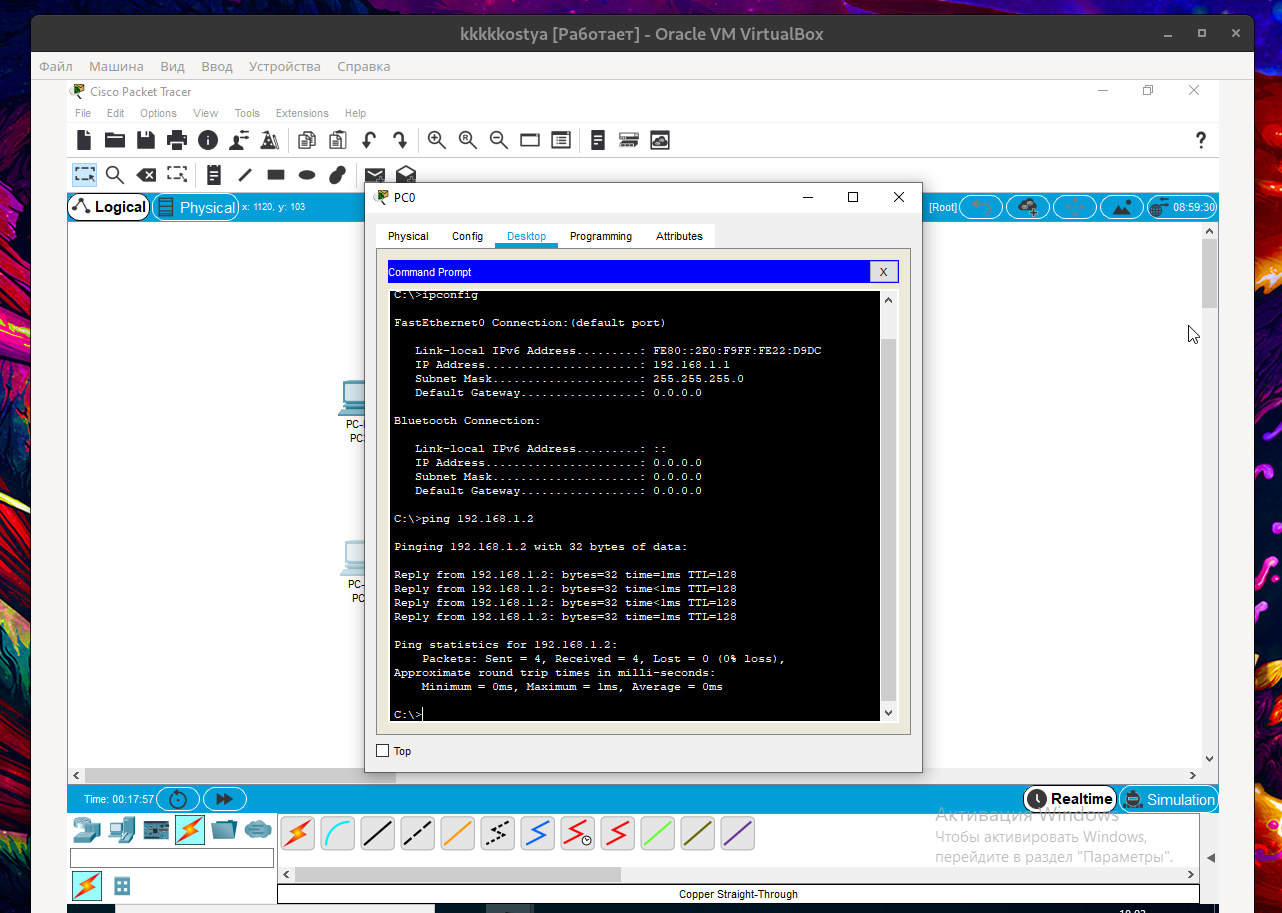 kkkkkostya [Работает] - Oracle VM VirtualBox
Файл Машина Вид Ввод Устройства Справка
Cisco Packet Tracer
File Edit Options View Tools Extensions Help
Logical Physical x: 1120, y: 103 [Root] 08:59:30
PC0
Physical Config Desktop Programming Attributes
Command Prompt X
C:\>ipconfig
FastEthernet0 Connection:(default port)
Link-local IPv6 Address.........: FE80::2E0:F9FF:FE22:D9DC
IP Address......................: 192.168.1.1
Subnet Mask.....................: 255.255.255.0
Default Gateway.................: 0.0.0.0
Bluetooth Connection:
Link-local IPv6 Address.........: ::
IP Address......................: 0.0.0.0
Subnet Mask.....................: 0.0.0.0
Default Gateway.................: 0.0.0.0
C:\>ping 192.168.1.2
Pinging 192.168.1.2 with 32 bytes of data:
Reply from 192.168.1.2: bytes=32 time=1ms TTL=128
Reply from 192.168.1.2: bytes=32 time<1ms TTL=128
Reply from 192.168.1.2: bytes=32 time<1ms TTL=128
Reply from 192.168.1.2: bytes=32 time=1ms TTL=128
Ping statistics for 192.168.1.2:
Packets: Sent = 4, Received = 4, Lost = 0 (0% loss),
Approximate round trip times in milli-seconds:
Minimum = 0ms, Maximum = 1ms, Average = 0ms
C:\>
Top
Time: 00:17:57
Realtime Simulation
Активация Windows
Чтобы активировать Windows,
перейдите в раздел "Параметры".
Copper Straight-Through